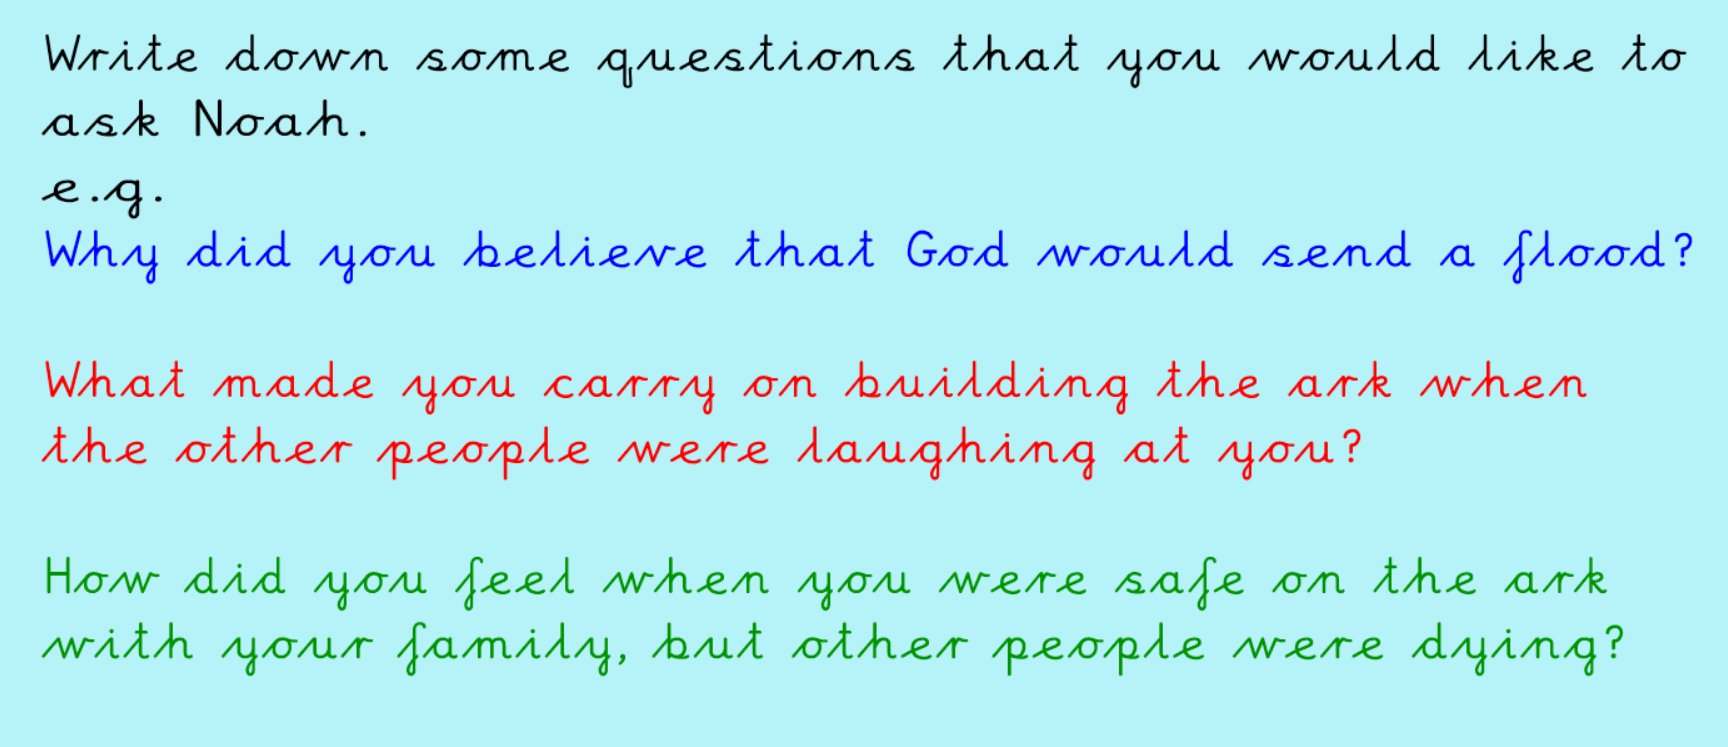 Write down some questions that you would like to
ask Noah.
e.g.
Why did you believe that God would send a flood?
What made you carry on building the ark when
the other people were laughing at you?
How did you feel when you were safe on the ark
with your family, but other people were dying?